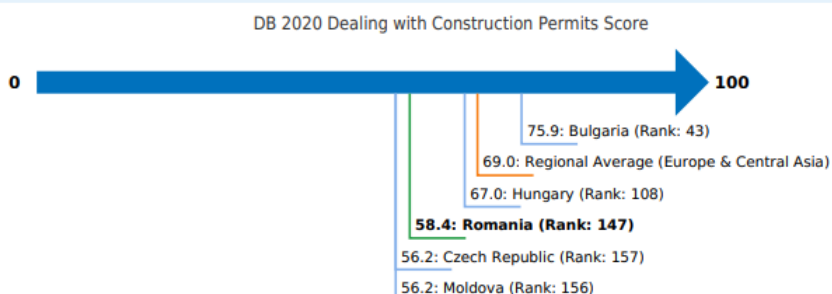 DB 2020 Dealing with Construction Permits Score
0
100
75.9: Bulgaria (Rank: 43)
69.0: Regional Average (Europe & Central Asia)
67.0: Hungary (Rank: 108)
58.4: Romania (Rank: 147)
56.2: Czech Republic (Rank: 157)
56.2: Moldova (Rank: 156)